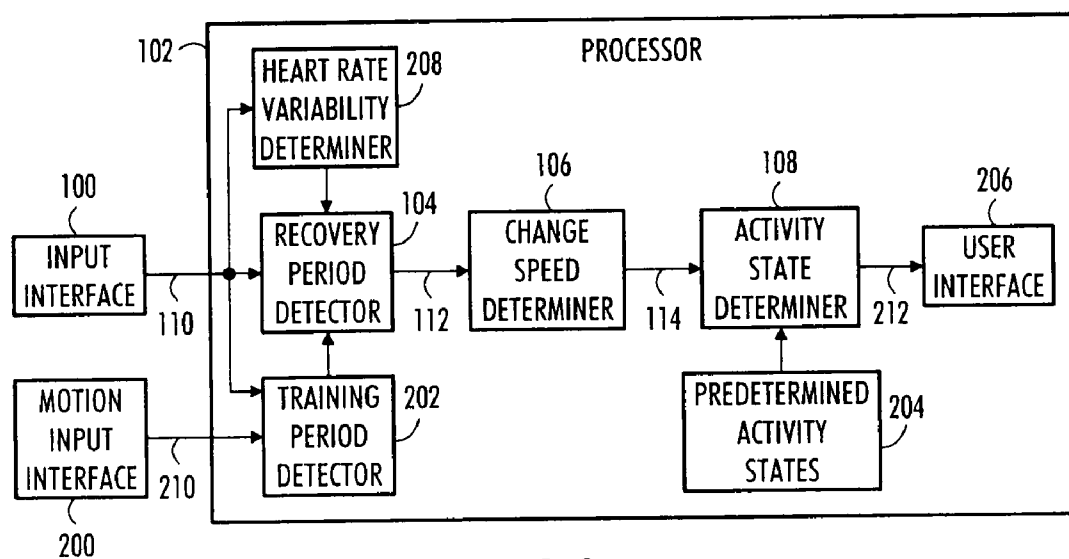 102
PROCESSOR
HEART RATE
VARIABILITY
DETERMINER
208
100
INPUT
INTERFACE
110
RECOVERY
PERIOD
DETECTOR
104
112
106
CHANGE
SPEED
DETERMINER
114
108
ACTIVITY
STATE
DETERMINER
212
206
USER
INTERFACE
MOTION
INPUT
INTERFACE
200
210
TRAINING
PERIOD
DETECTOR
202
PREDETERMINED
ACTIVITY
STATES
204